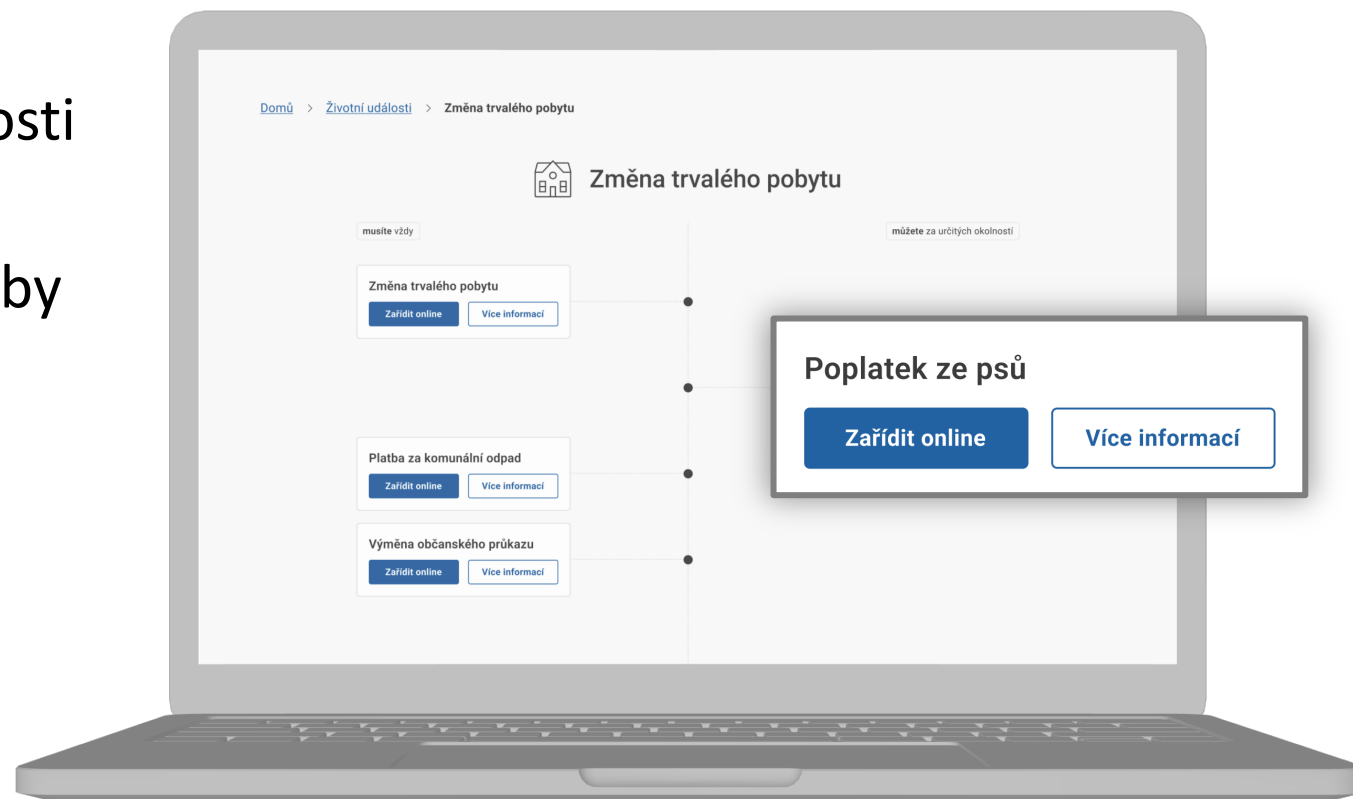 osti
by
Domů > Životní události > Změna trvalého pobytu
Změna trvalého pobytu
musíte vždy
můžete za určitých okolností
Změna trvalého pobytu
Zařídit online Více informací
Poplatek ze psů
Zařídit online Více informací
Platba za komunální odpad
Zařídit online Více informací
Výměna občanského průkazu
Zařídit online Více informací